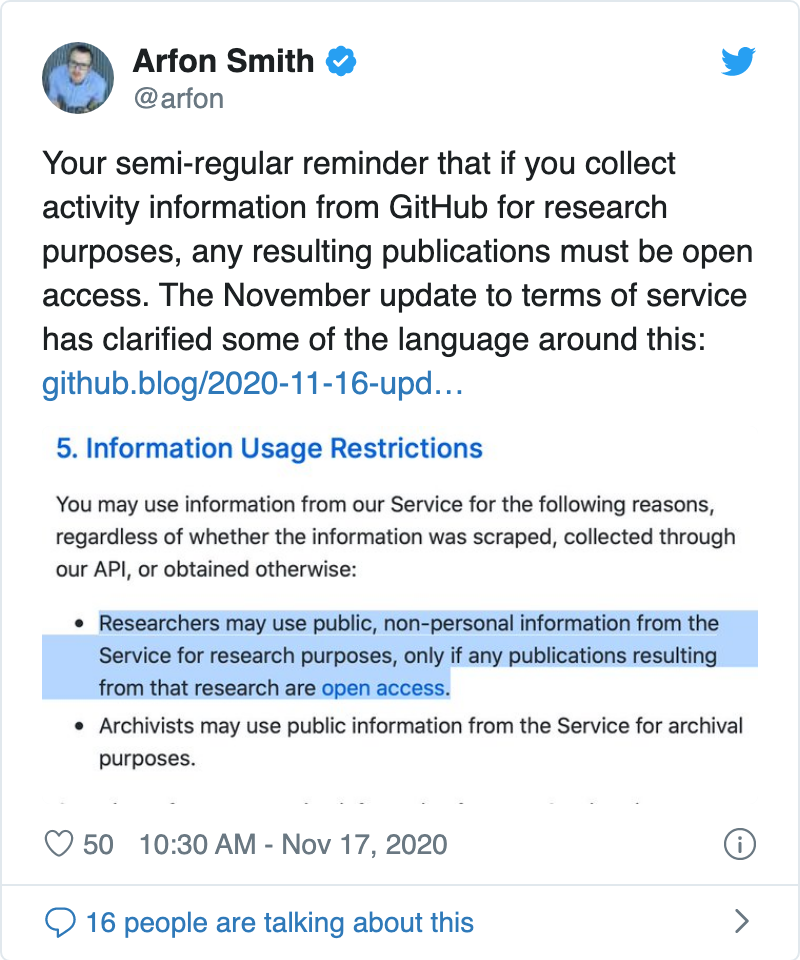 Arfon Smith
@arfon
Your semi-regular reminder that if you collect
activity information from GitHub for research
purposes, any resulting publications must be open
access. The November update to terms of service
has clarified some of the language around this:
github.blog/2020-11-16-upd…
5. Information Usage Restrictions
You may use information from our Service for the following reasons,
regardless of whether the information was scraped, collected through
our API, or obtained otherwise:
• Researchers may use public, non-personal information from the
Service for research purposes, only if any publications resulting
from that research are open access.
• Archivists may use public information from the Service for archival
purposes.
50 10:30 AM - Nov 17, 2020
16 people are talking about this